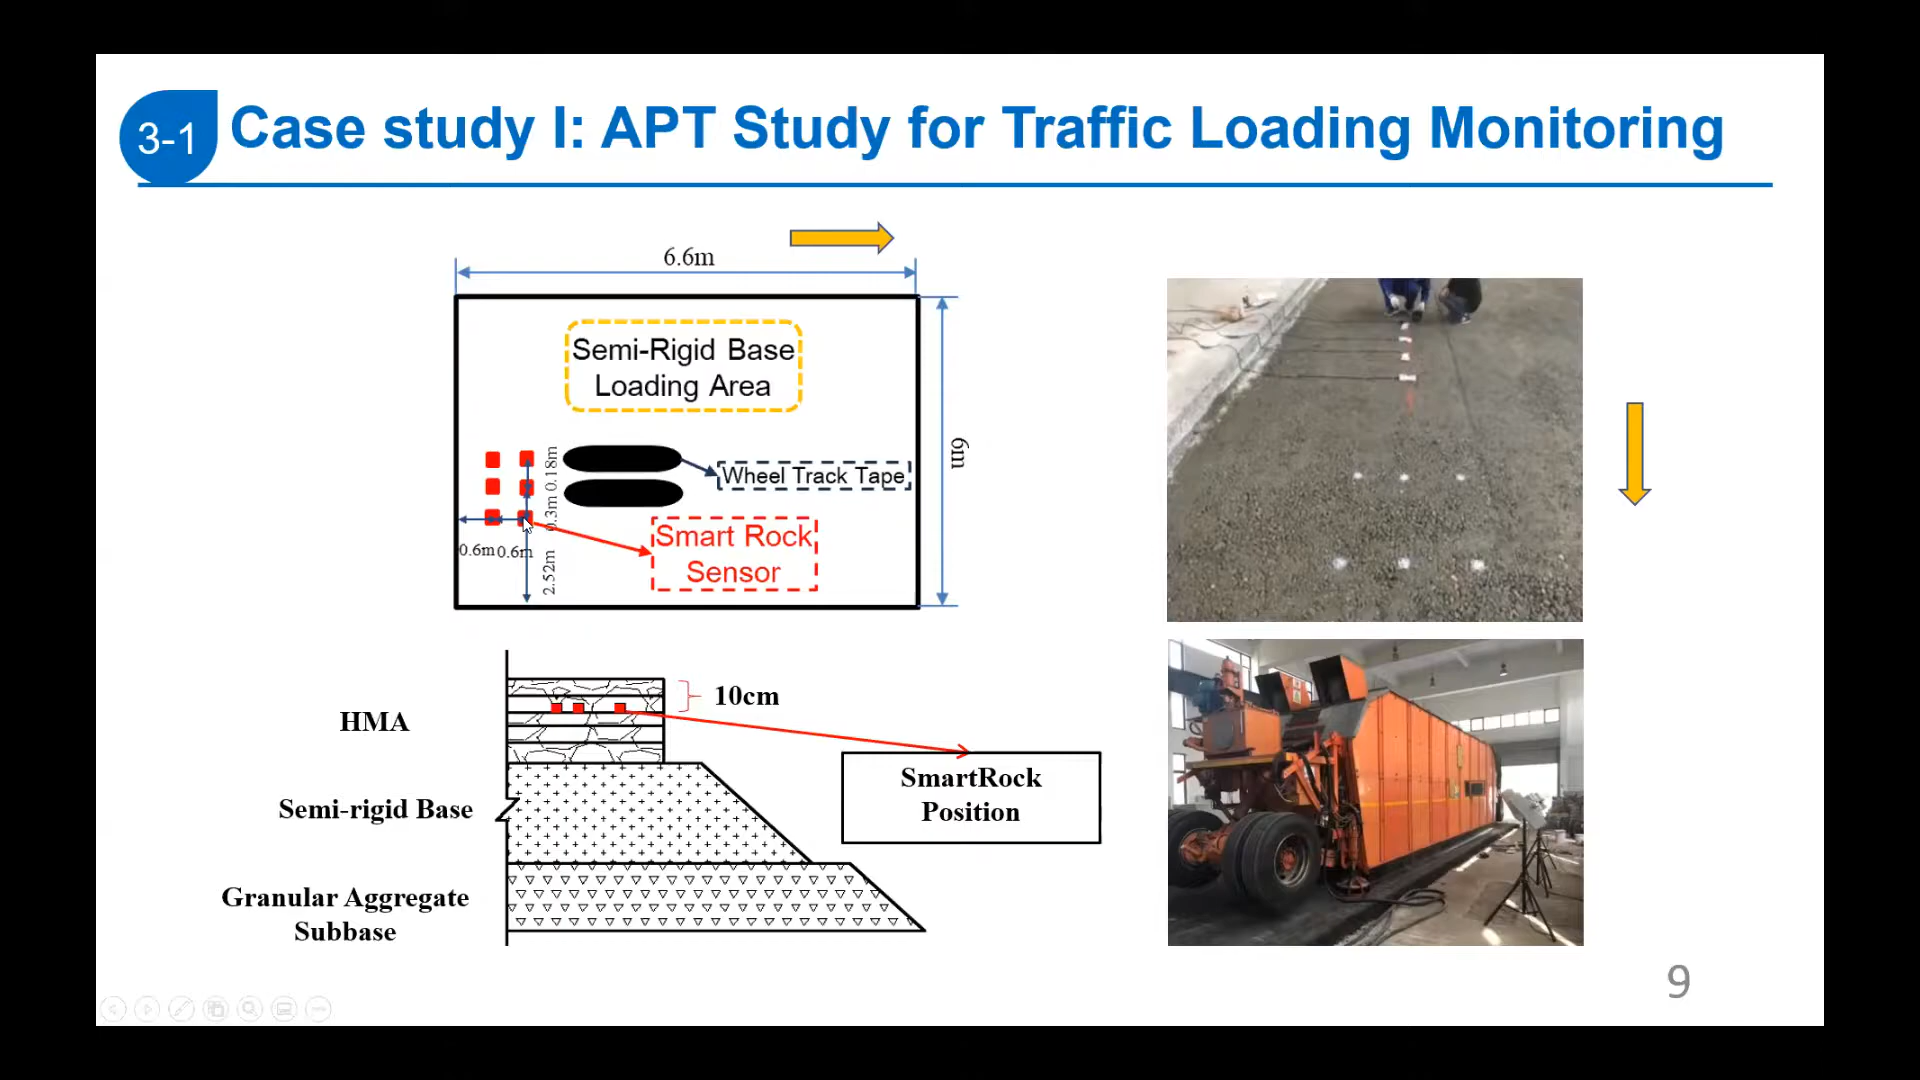 3-1
Case study I: APT Study for Traffic Loading Monitoring
6.6m
Semi-Rigid Base
Loading Area
6m
0.18m
0.3m
Wheel Track Tape
Smart Rock
Sensor
0.6m 0.6m
2.52m
10cm
HMA
SmartRock
Position
Semi-rigid Base
Granular Aggregate
Subbase
9